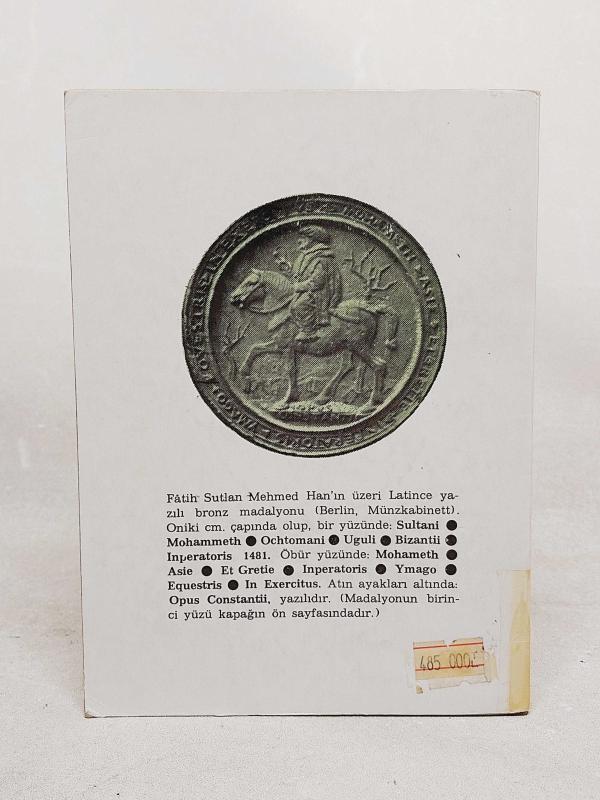 Fâtih Sutlan Mehmed Han'ın üzeri Latince ya-
zılı bronz madalyonu (Berlin, Münzkabinett).
Oniki cm. çapında olup, bir yüzünde: Sultani ●
Mohammeth ● Ochtomani ● Uguli ● Bizantii ●
Inperatoris 1481. Öbür yüzünde: Mohameth ●
Asie ● Et Gretie ● Inperatoris ● Ymago ●
Equestris ● In Exercitus. Atın ayakları altında:
Opus Constantii, yazılıdır. (Madalyonun birin-
ci yüzü kapağın ön sayfasındadır.)
485 000£